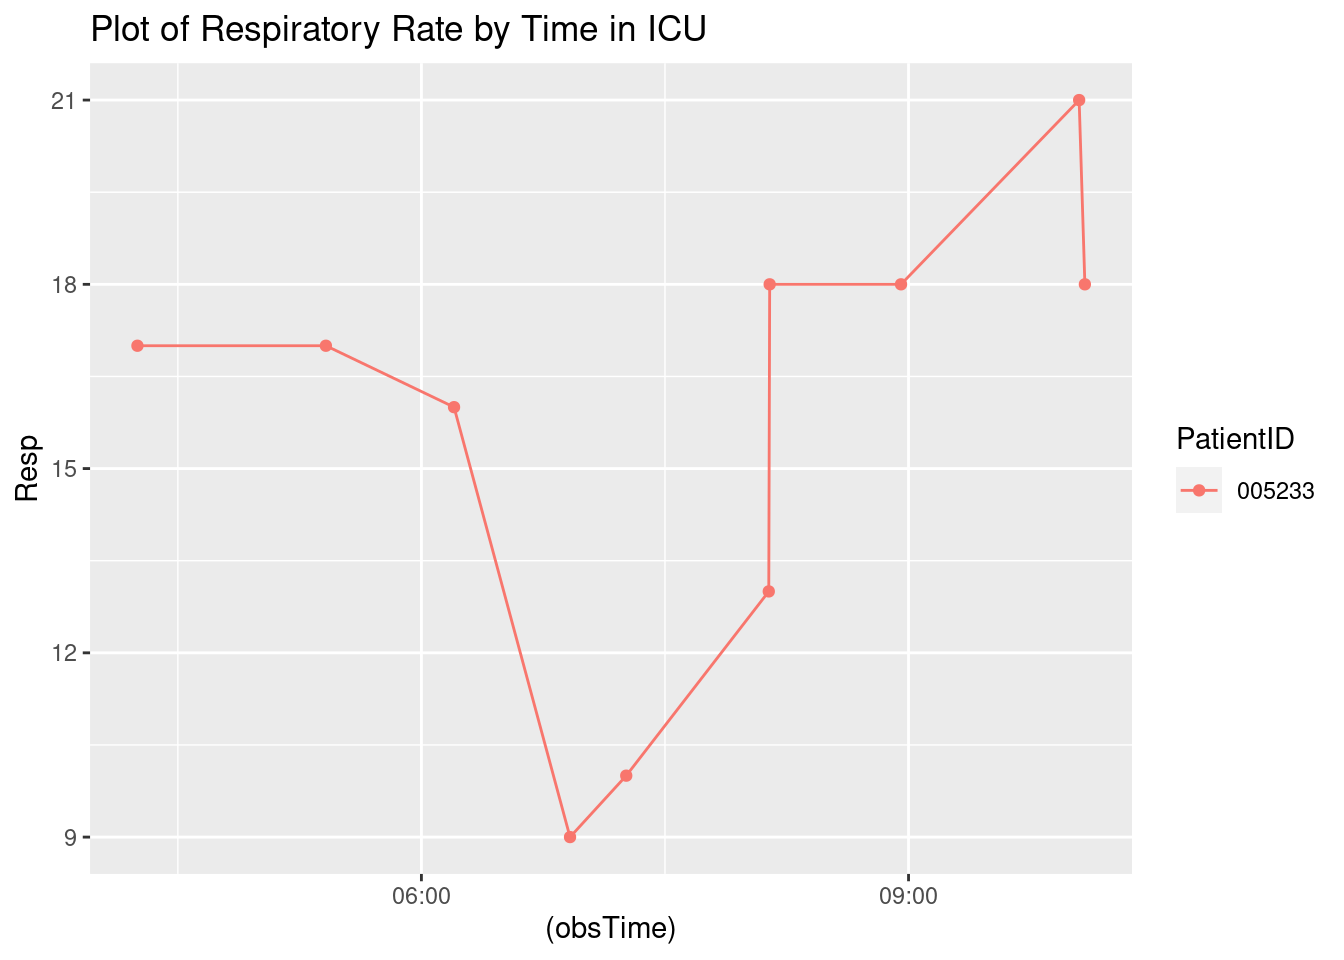 Plot of Respiratory Rate by Time in ICU
21
18
15
12
9
Resp
06:00
09:00
(obsTime)
PatientID
005233